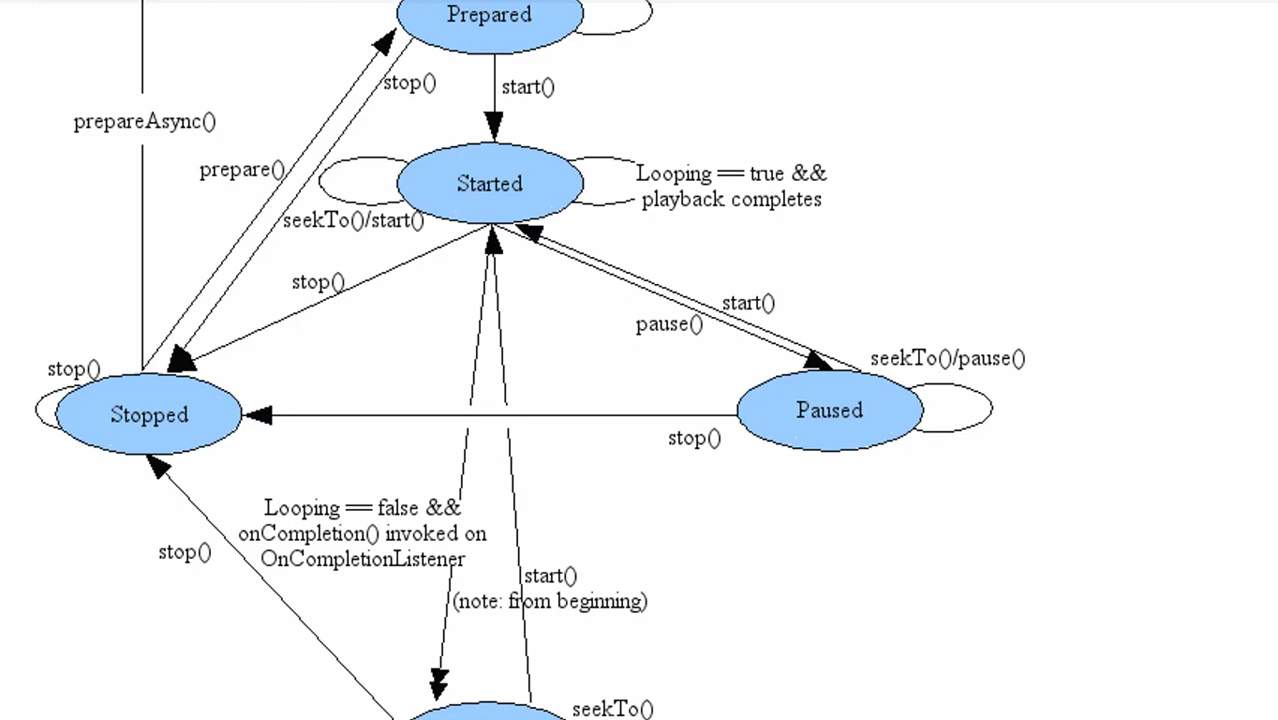 Prepared
stop()
start()
prepareAsync()
prepare()
Started
Looping == true &&
playback completes
seekTo()/start()
stop()
start()
pause()
stop()
seekTo()/pause()
Stopped
Paused
stop()
Looping == false &&
onCompletion() invoked on
OnCompletionListener
stop()
start()
(note: from beginning)
seekTo()